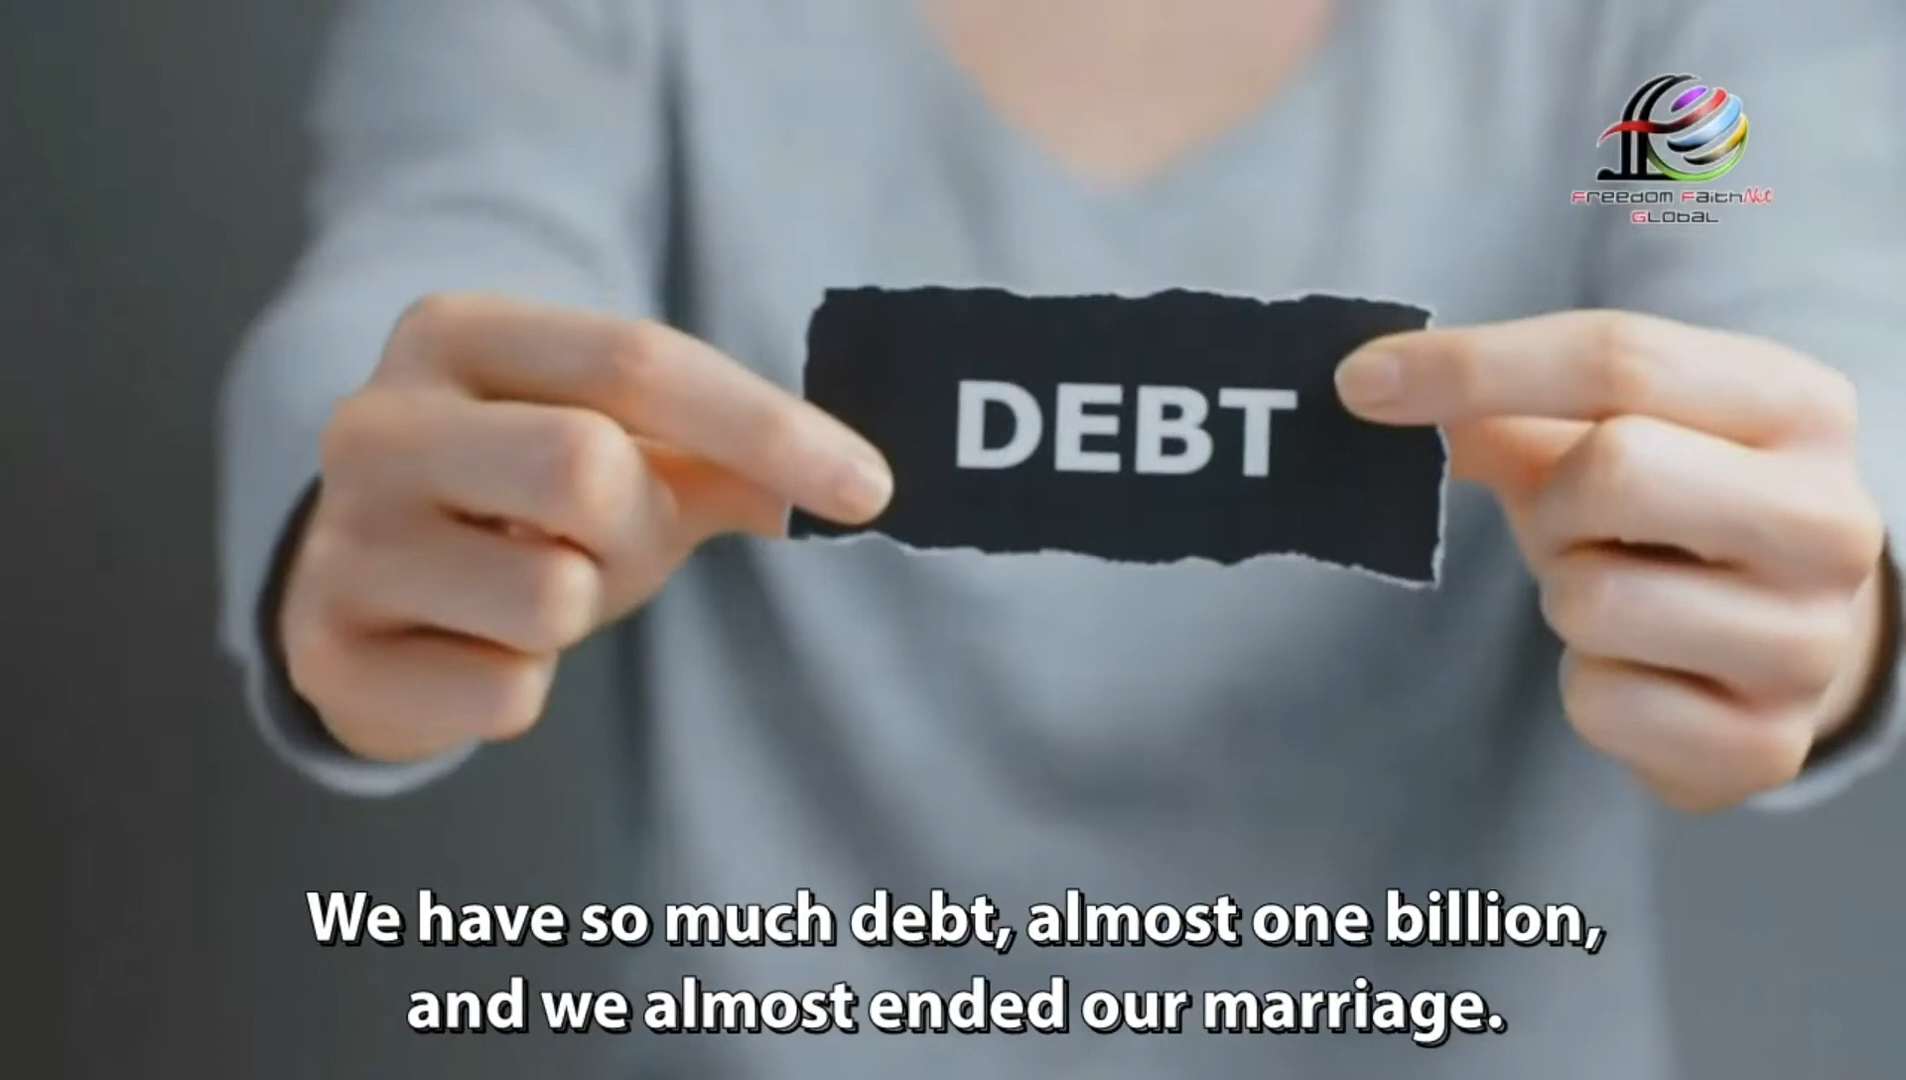 Freedom FaithNet
Global
DEBT
We have so much debt, almost one billion,
and we almost ended our marriage.